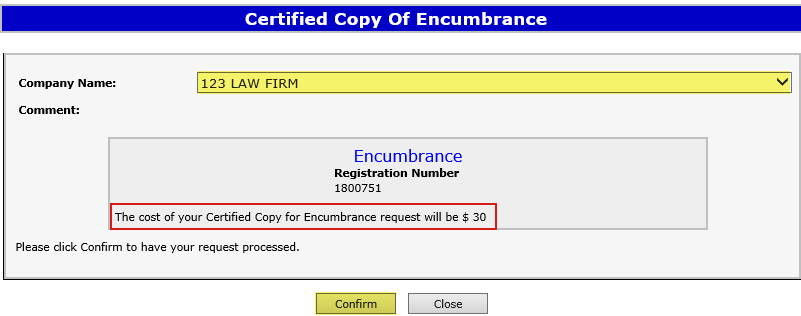 Certified Copy Of Encumbrance
Company Name: 123 LAW FIRM
Comment:
Encumbrance
Registration Number
1800751
The cost of your Certified Copy for Encumbrance request will be $ 30
Please click Confirm to have your request processed.
Confirm Close